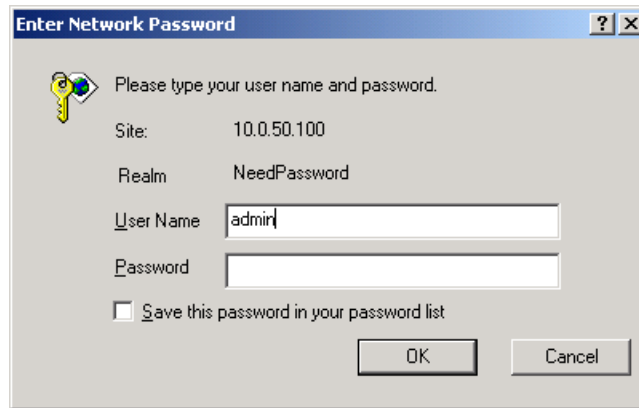 Enter Network Password
Please type your user name and password.
Site: 10.0.50.100
Realm NeedPassword
User Name admin
Password
Save this password in your password list
OK Cancel